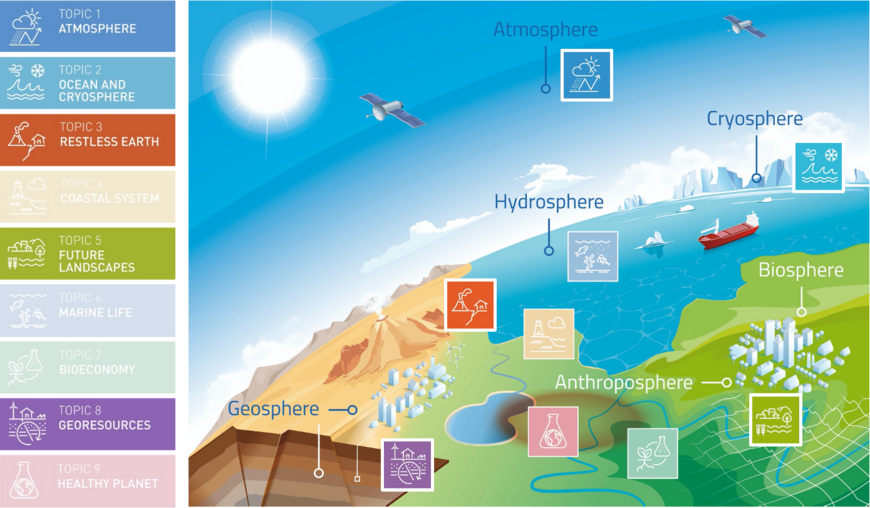 TOPIC 1
ATMOSPHERE
TOPIC 2
OCEAN AND
CRYOSPHERE
TOPIC 3
RESTLESS EARTH
TOPIC 4
COASTAL SYSTEM
TOPIC 5
FUTURE
LANDSCAPES
TOPIC 6
MARINE LIFE
TOPIC 7
BIOECONOMY
TOPIC 8
GEORESOURCES
TOPIC 9
HEALTHY PLANET
Atmosphere
Cryosphere
Hydrosphere
Biosphere
Anthroposphere
Geosphere